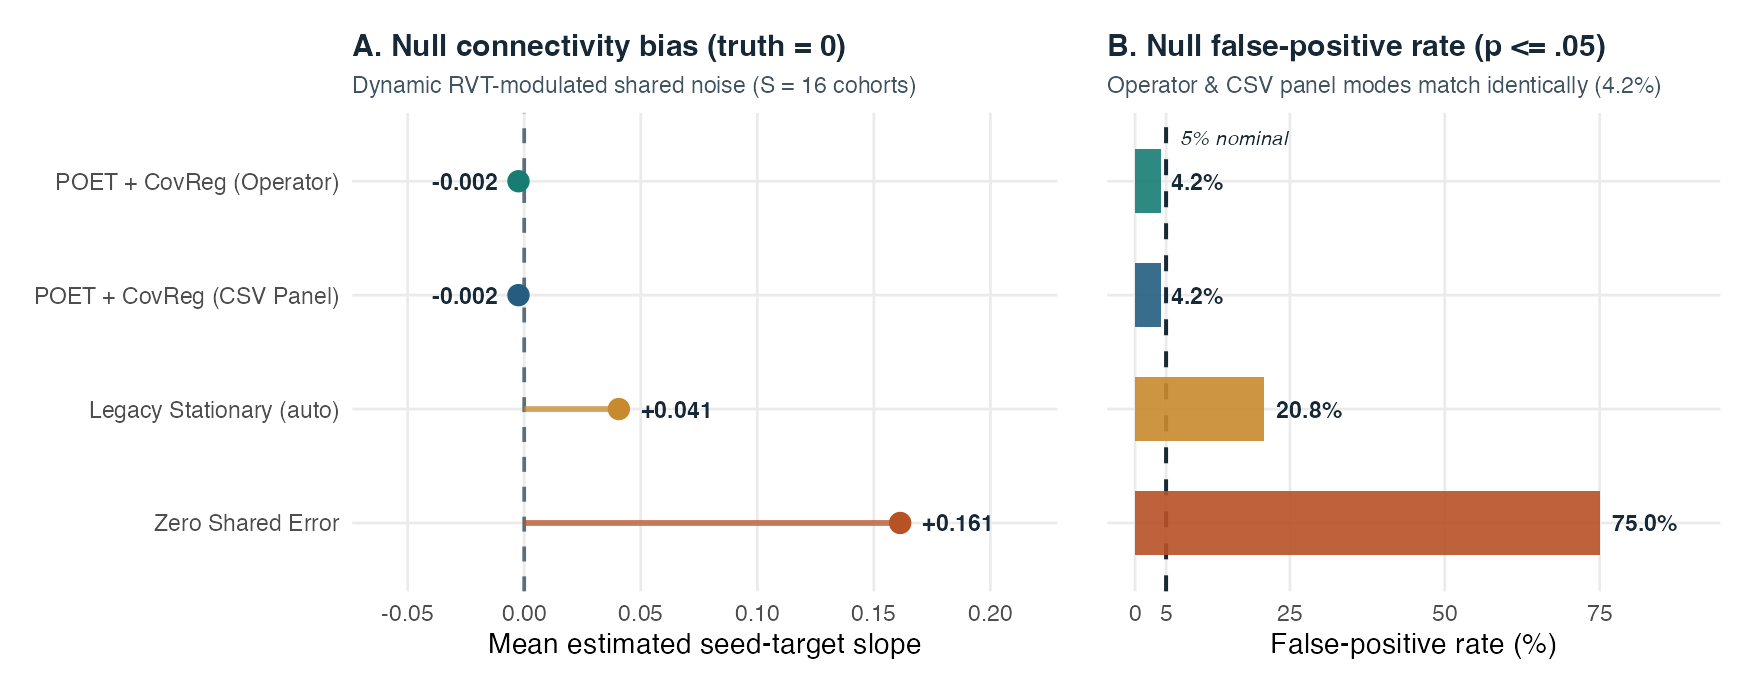 A. Null connectivity bias (truth = 0)
Dynamic RVT-modulated shared noise (S = 16 cohorts)
POET + CovReg (Operator)
-0.002
POET + CovReg (CSV Panel)
-0.002
Legacy Stationary (auto)
+0.041
Zero Shared Error
+0.161
-0.05 0.00 0.05 0.10 0.15 0.20
Mean estimated seed-target slope
B. Null false-positive rate (p <= .05)
Operator & CSV panel modes match identically (4.2%)
5% nominal
4.2%
4.2%
20.8%
75.0%
0 5 25 50 75
False-positive rate (%)